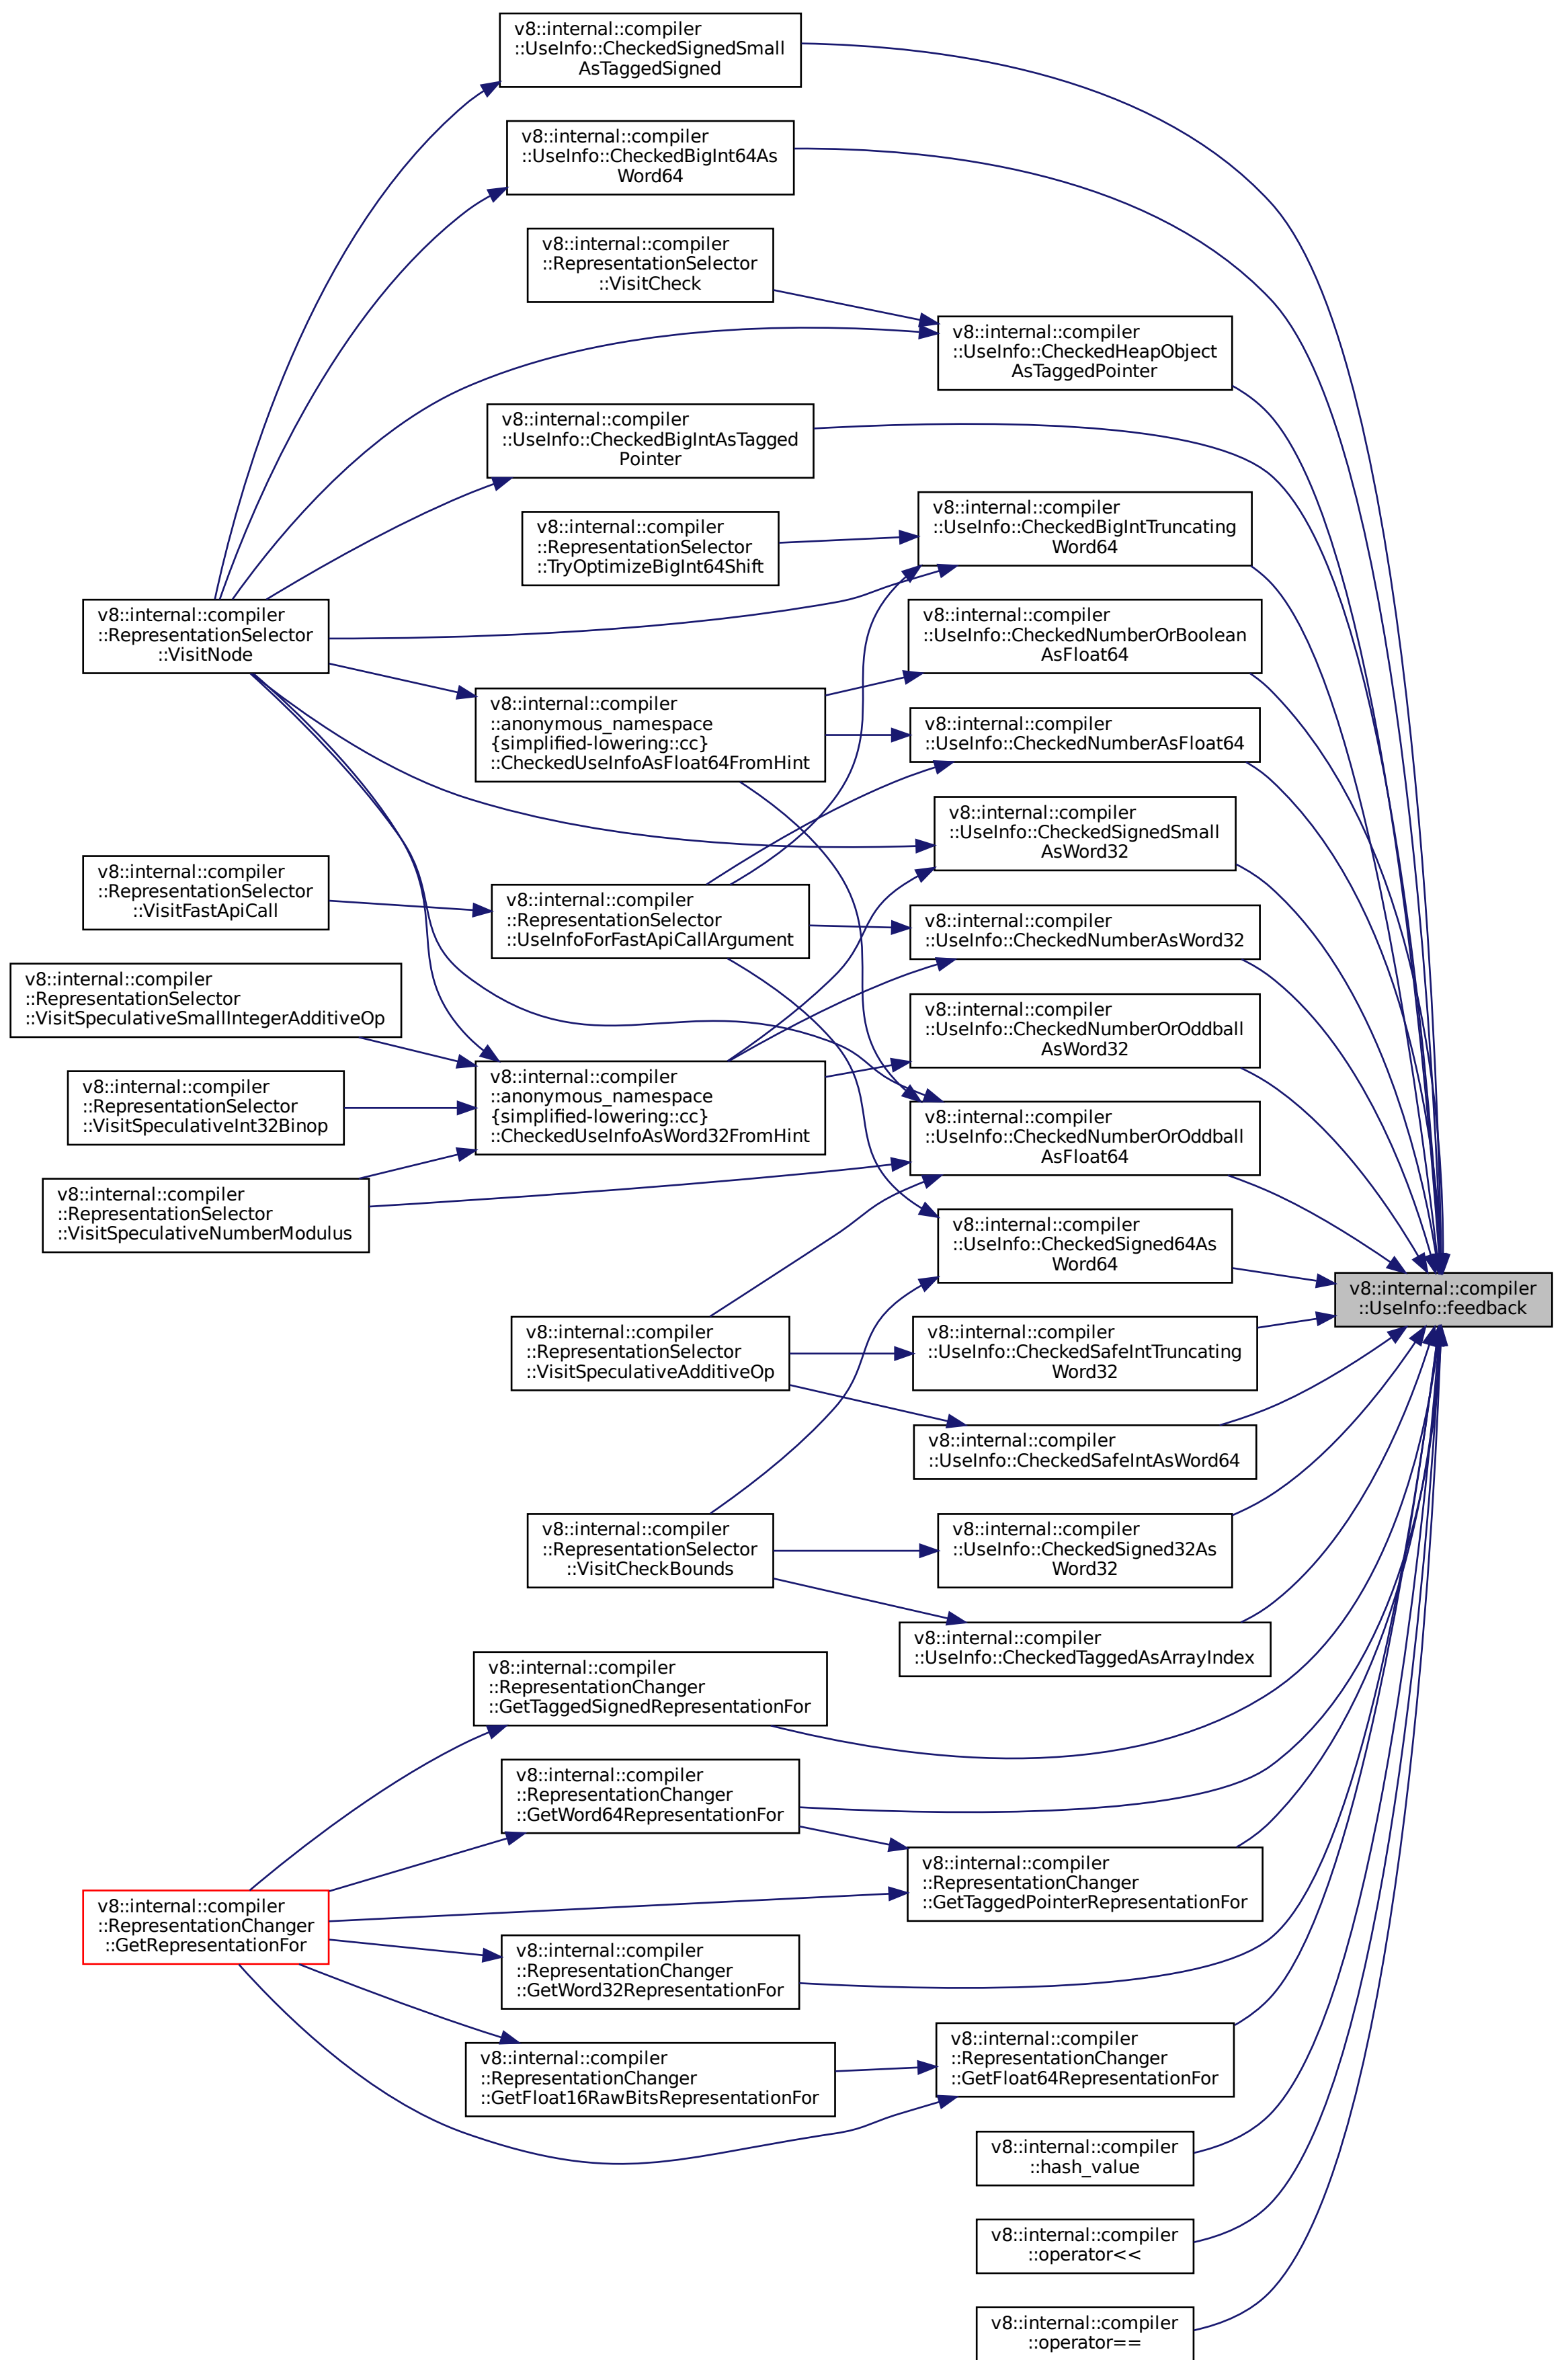 v8::internal::compiler
::UseInfo::CheckedSignedSmall
AsTaggedSigned
v8::internal::compiler
::UseInfo::CheckedBigInt64As
Word64
v8::internal::compiler
::RepresentationSelector
::VisitCheck
v8::internal::compiler
::UseInfo::CheckedHeapObject
AsTaggedPointer
v8::internal::compiler
::UseInfo::CheckedBigIntAsTagged
Pointer
v8::internal::compiler
::UseInfo::CheckedBigIntTruncating
Word64
v8::internal::compiler
::RepresentationSelector
::TryOptimizeBigInt64Shift
v8::internal::compiler
::RepresentationSelector
::VisitNode
v8::internal::compiler
::UseInfo::CheckedNumberOrBoolean
AsFloat64
v8::internal::compiler
::anonymous_namespace
{simplified-lowering::cc}
::CheckedUseInfoAsFloat64FromHint
v8::internal::compiler
::UseInfo::CheckedNumberAsFloat64
v8::internal::compiler
::UseInfo::CheckedSignedSmall
AsWord32
v8::internal::compiler
::RepresentationSelector
::VisitFastApiCall
v8::internal::compiler
::RepresentationSelector
::UseInfoForFastApiCallArgument
v8::internal::compiler
::UseInfo::CheckedNumberAsWord32
v8::internal::compiler
::RepresentationSelector
::VisitSpeculativeSmallIntegerAdditiveOp
v8::internal::compiler
::UseInfo::CheckedNumberOrOddball
AsWord32
v8::internal::compiler
::RepresentationSelector
::VisitSpeculativeInt32Binop
v8::internal::compiler
::anonymous_namespace
{simplified-lowering::cc}
::CheckedUseInfoAsWord32FromHint
v8::internal::compiler
::UseInfo::CheckedNumberOrOddball
AsFloat64
v8::internal::compiler
::RepresentationSelector
::VisitSpeculativeNumberModulus
v8::internal::compiler
::UseInfo::CheckedSigned64As
Word64
v8::internal::compiler
::UseInfo::feedback
v8::internal::compiler
::RepresentationSelector
::VisitSpeculativeAdditiveOp
v8::internal::compiler
::UseInfo::CheckedSafeIntTruncating
Word32
v8::internal::compiler
::UseInfo::CheckedSafeIntAsWord64
v8::internal::compiler
::RepresentationSelector
::VisitCheckBounds
v8::internal::compiler
::UseInfo::CheckedSigned32As
Word32
v8::internal::compiler
::UseInfo::CheckedTaggedAsArrayIndex
v8::internal::compiler
::RepresentationChanger
::GetTaggedSignedRepresentationFor
v8::internal::compiler
::RepresentationChanger
::GetWord64RepresentationFor
v8::internal::compiler
::RepresentationChanger
::GetTaggedPointerRepresentationFor
v8::internal::compiler
::RepresentationChanger
::GetRepresentationFor
v8::internal::compiler
::RepresentationChanger
::GetWord32RepresentationFor
v8::internal::compiler
::RepresentationChanger
::GetFloat64RepresentationFor
v8::internal::compiler
::RepresentationChanger
::GetFloat16RawBitsRepresentationFor
v8::internal::compiler
::hash_value
v8::internal::compiler
::operator<<
v8::internal::compiler
::operator==